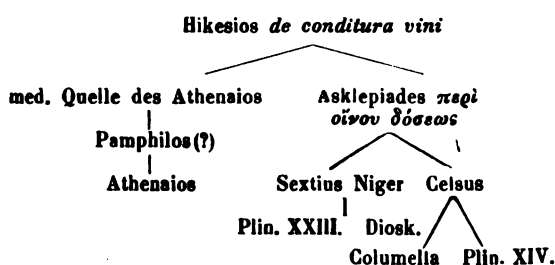 Hikesios de conditura vini
med. Quelle des Athenaios Asklepiades περὶ
οἴνου δόσεως
Pamphilos(?)
Athenaios Sextius Niger Celsus
Plin. XXIII. Diosk.
Columella Plin. XIV.